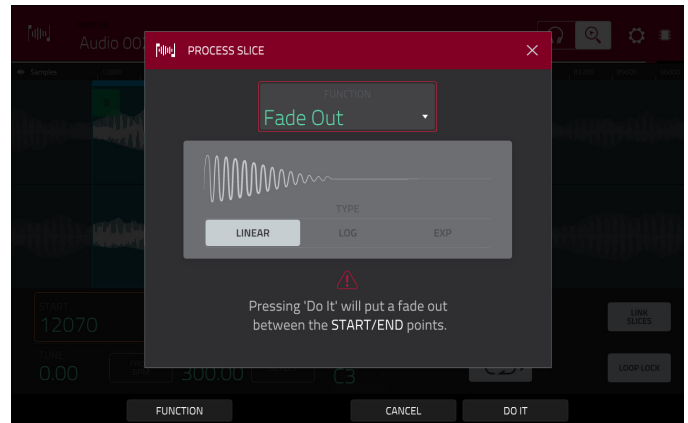 Audio 002
PROCESS SLICE
Samples
FUNCTION
Fade Out
TYPE
LINEAR LOG EXP
Pressing 'Do It' will put a fade out
between the START/END points.
START
12070
LINK
SLICES
TUNE
0.00
300.00
C3
LOOP LOCK
FUNCTION CANCEL DO IT